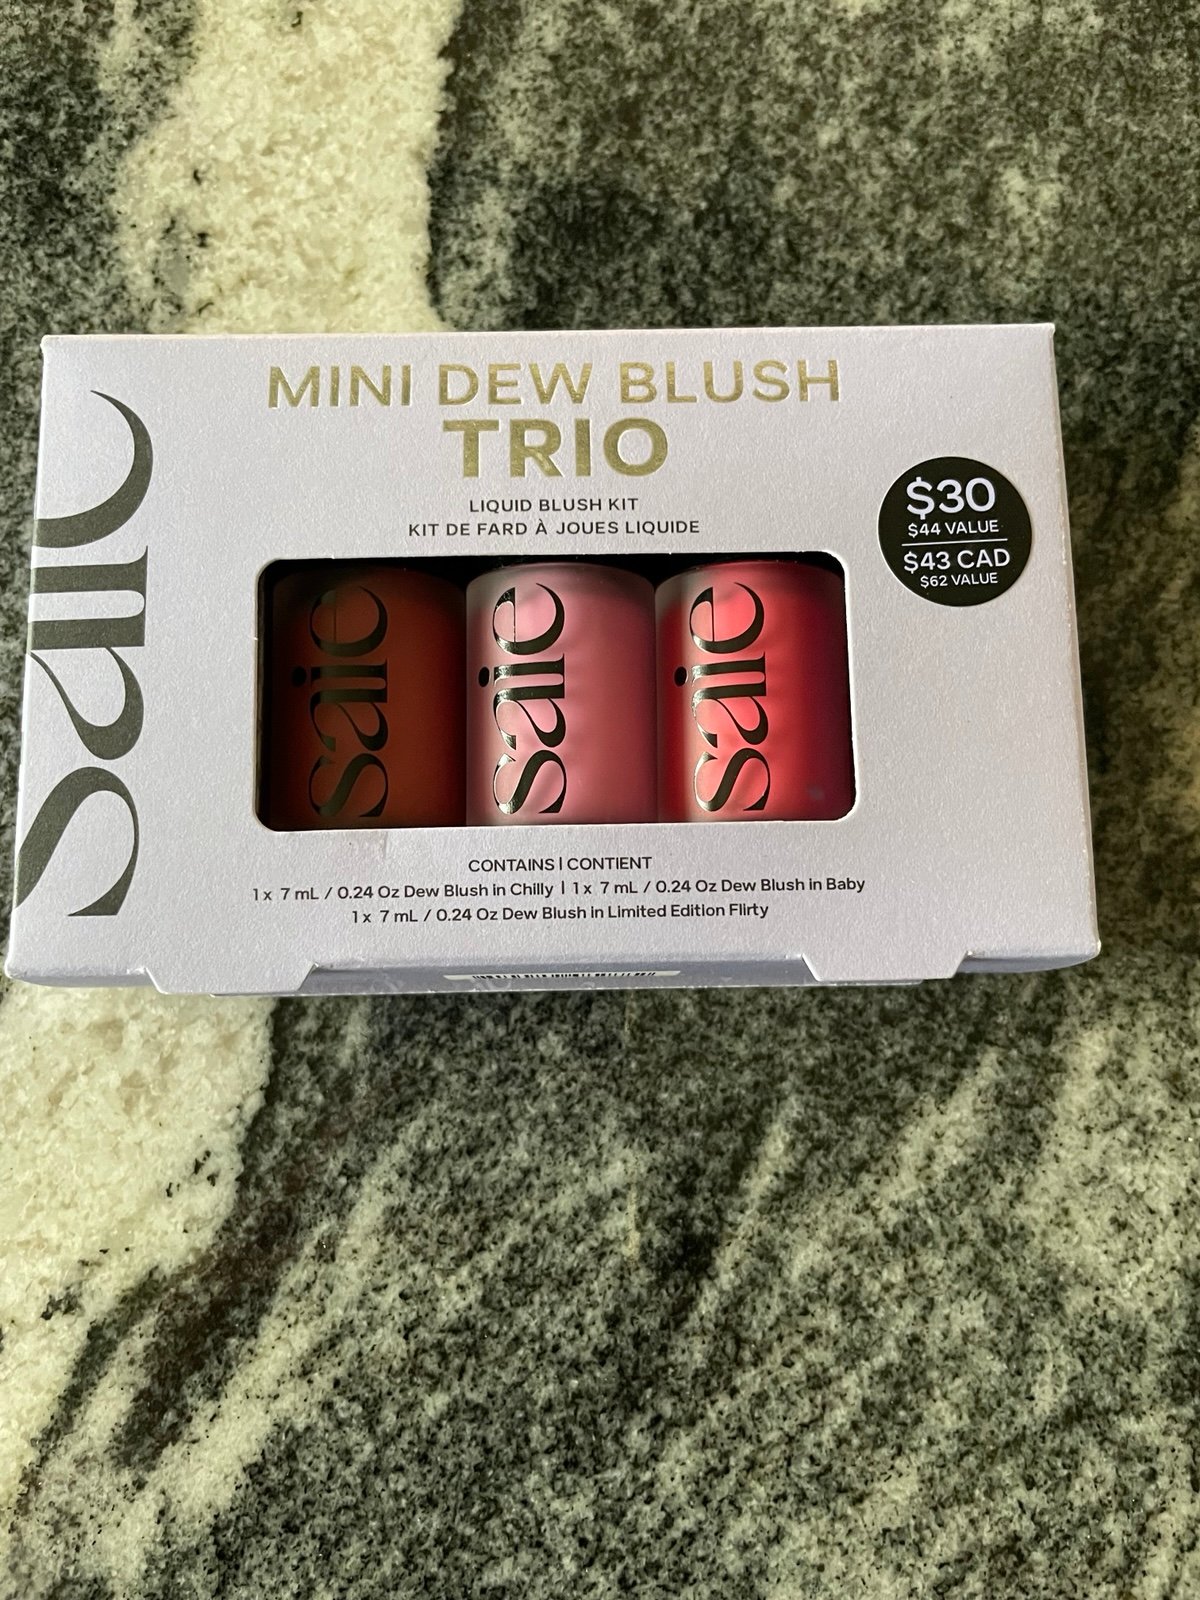 saie
MINI DEW BLUSH
TRIO
LIQUID BLUSH KIT
KIT DE FARD À JOUES LIQUIDE
$30
$44 VALUE
$43 CAD
$62 VALUE
saie
saie
saie
CONTAINS | CONTIENT
1 x 7 mL / 0.24 Oz Dew Blush in Chilly | 1 x 7 mL / 0.24 Oz Dew Blush in Baby
1 x 7 mL / 0.24 Oz Dew Blush in Limited Edition Flirty